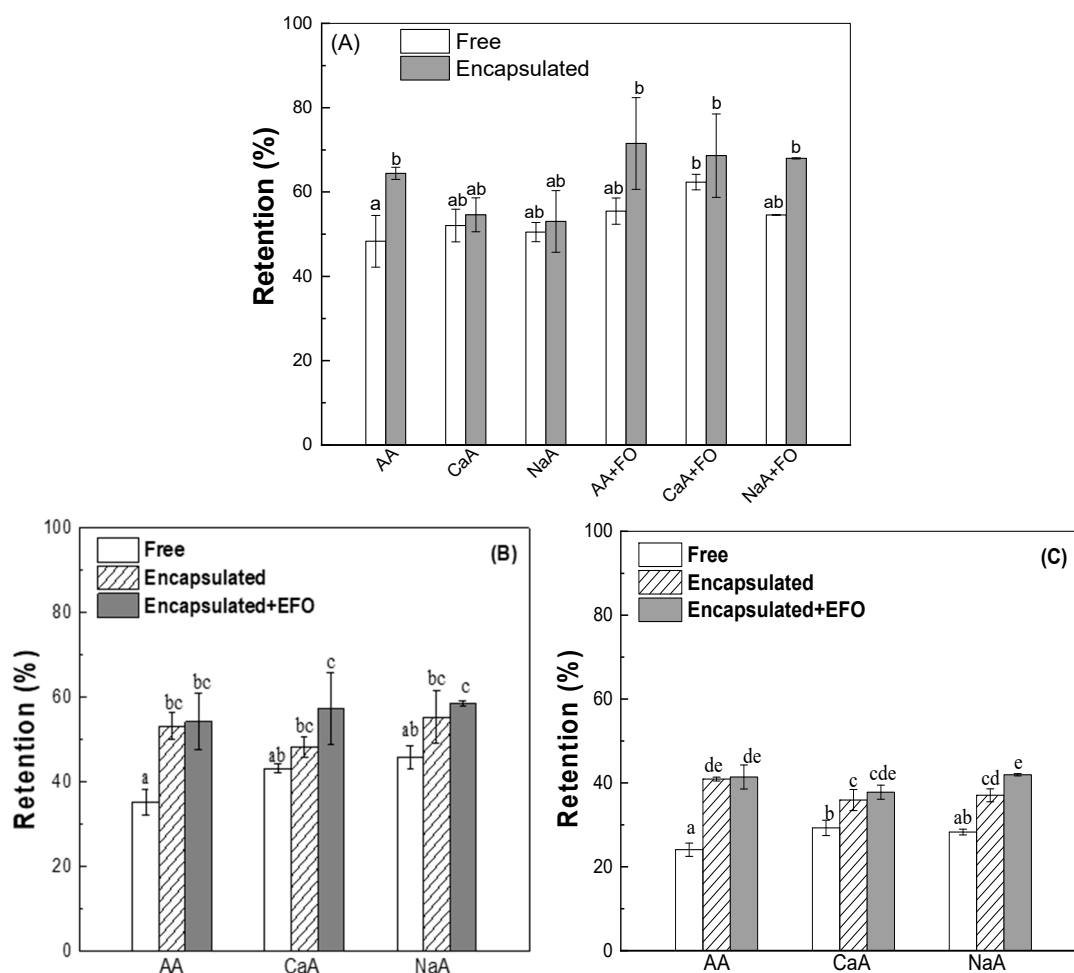 100
(A)
Free
Encapsulated
80
60
40
20
0
Retention (%)
a
b
ab
ab
ab
ab
ab
b
b
b
ab
b
AA
CaA
NaA
AA+FO
CaA+FO
NaA+FO
100
(B)
Free
Encapsulated
Encapsulated+EFO
80
60
40
20
0
Retention (%)
a
bc
bc
ab
bc
c
ab
bc
c
AA
CaA
NaA
100
(C)
Free
Encapsulated
Encapsulated+EFO
80
60
40
20
0
Retention (%)
a
de
de
b
c
cde
ab
cd
e
AA
CaA
NaA